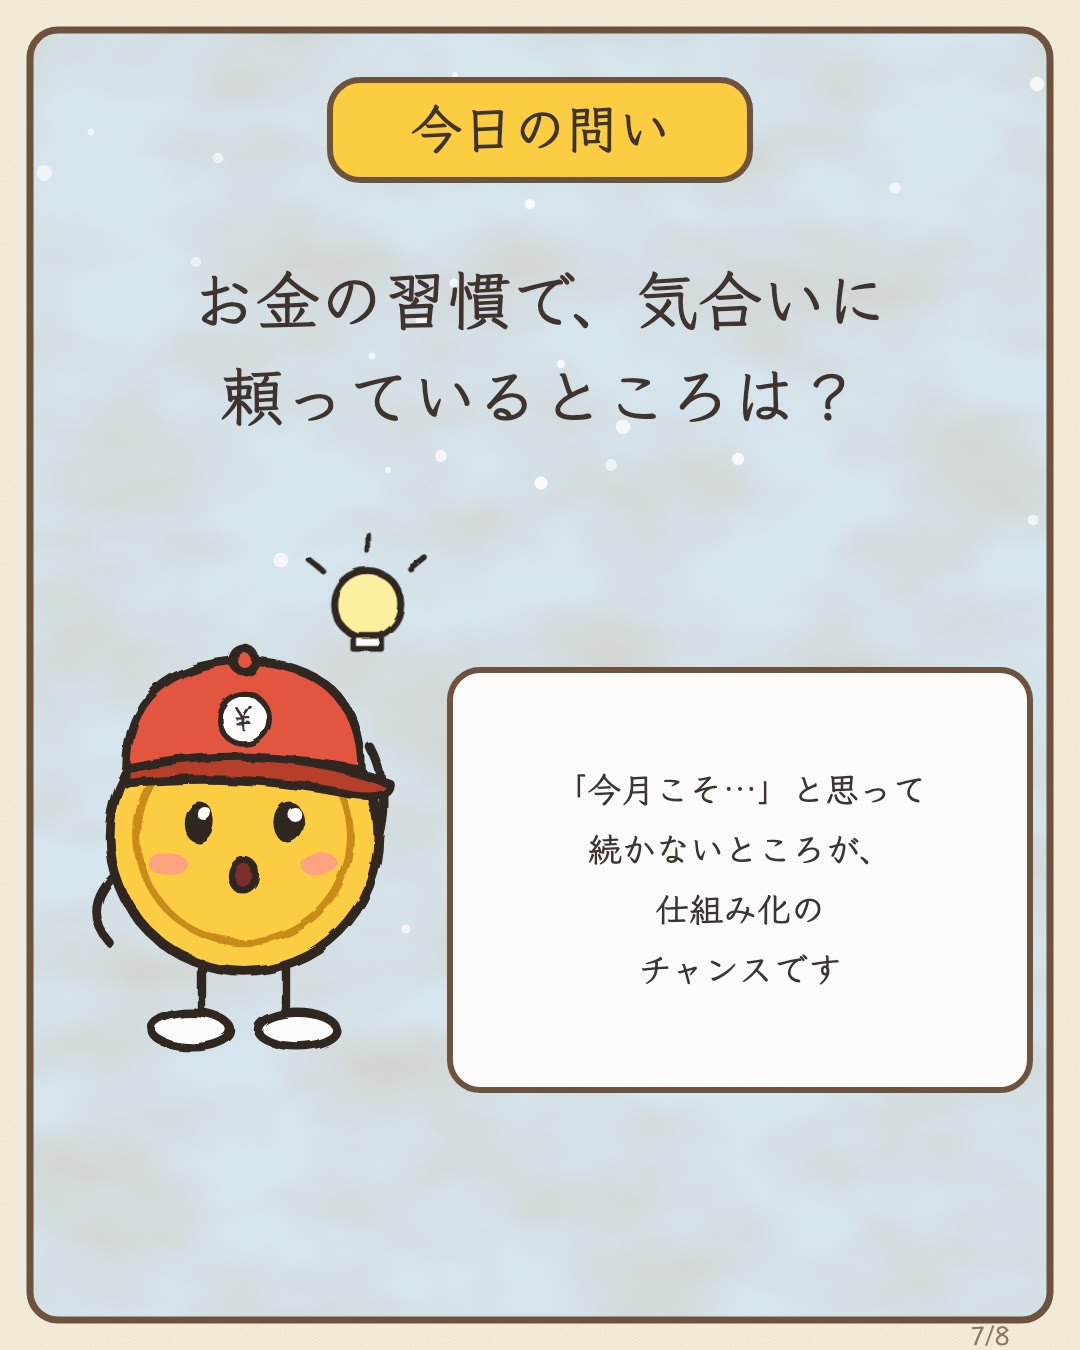 今日の問い
お金の習慣で、気合いに
頼っているところは？
¥
「今月こそ…」と思って
続かないところが、
仕組み化の
チャンスです
7/8